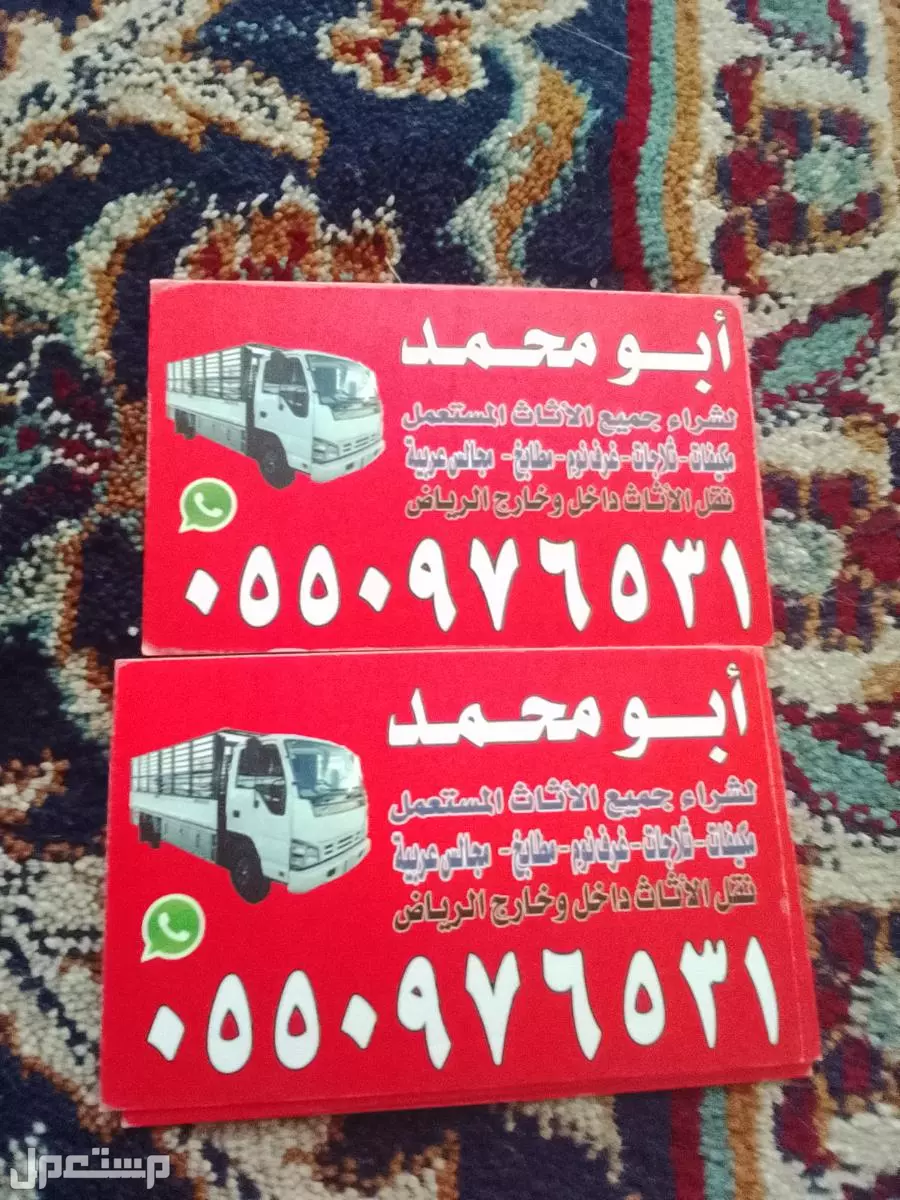 أبو محمد
لشراء جميع الأثاث المستعمل
مكيفات - ثلاجات - غرف نوم - مطابخ - مجالس عربية
نقل الأثاث داخل وخارج الرياض
٠٥٥٠٩٧٦٥٣١
أبو محمد
لشراء جميع الأثاث المستعمل
مكيفات - ثلاجات - غرف نوم - مطابخ - مجالس عربية
نقل الأثاث داخل وخارج الرياض
٠٥٥٠٩٧٦٥٣١
مستعمل